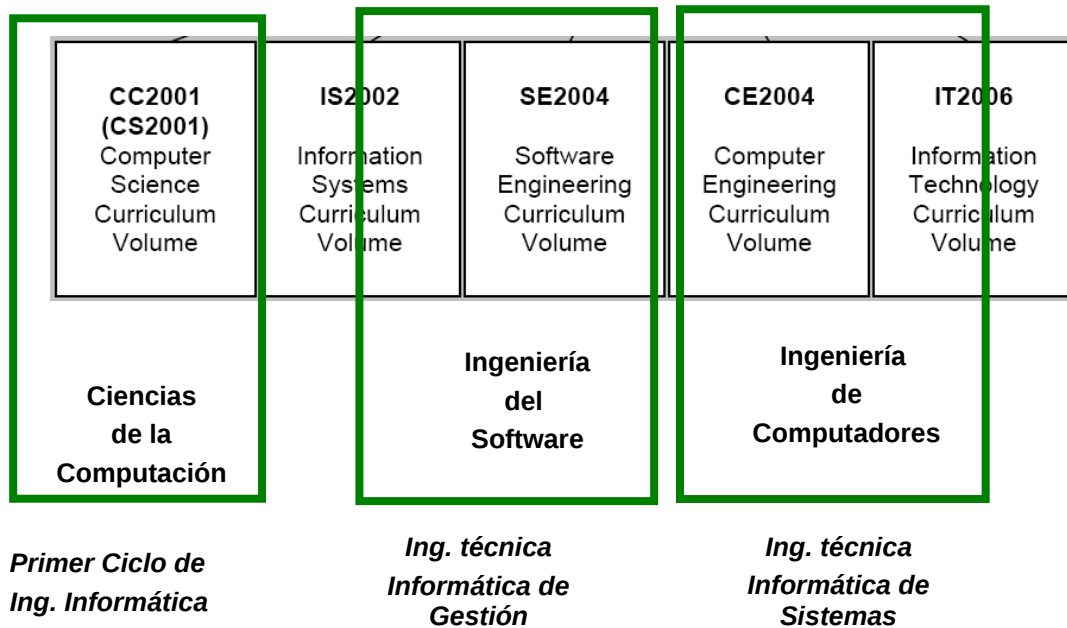 CC2001
(CS2001)
Computer
Science
Curriculum
Volume
IS2002
Information
Systems
Curriculum
Volume
SE2004
Software
Engineering
Curriculum
Volume
CE2004
Computer
Engineering
Curriculum
Volume
IT2006
Information
Technology
Curriculum
Volume
Ciencias
de la
Computación
Ingeniería
del
Software
Ingeniería
de
Computadores
Primer Ciclo de
Ing. Informática
Ing. técnica
Informática de
Gestión
Ing. técnica
Informática de
Sistemas